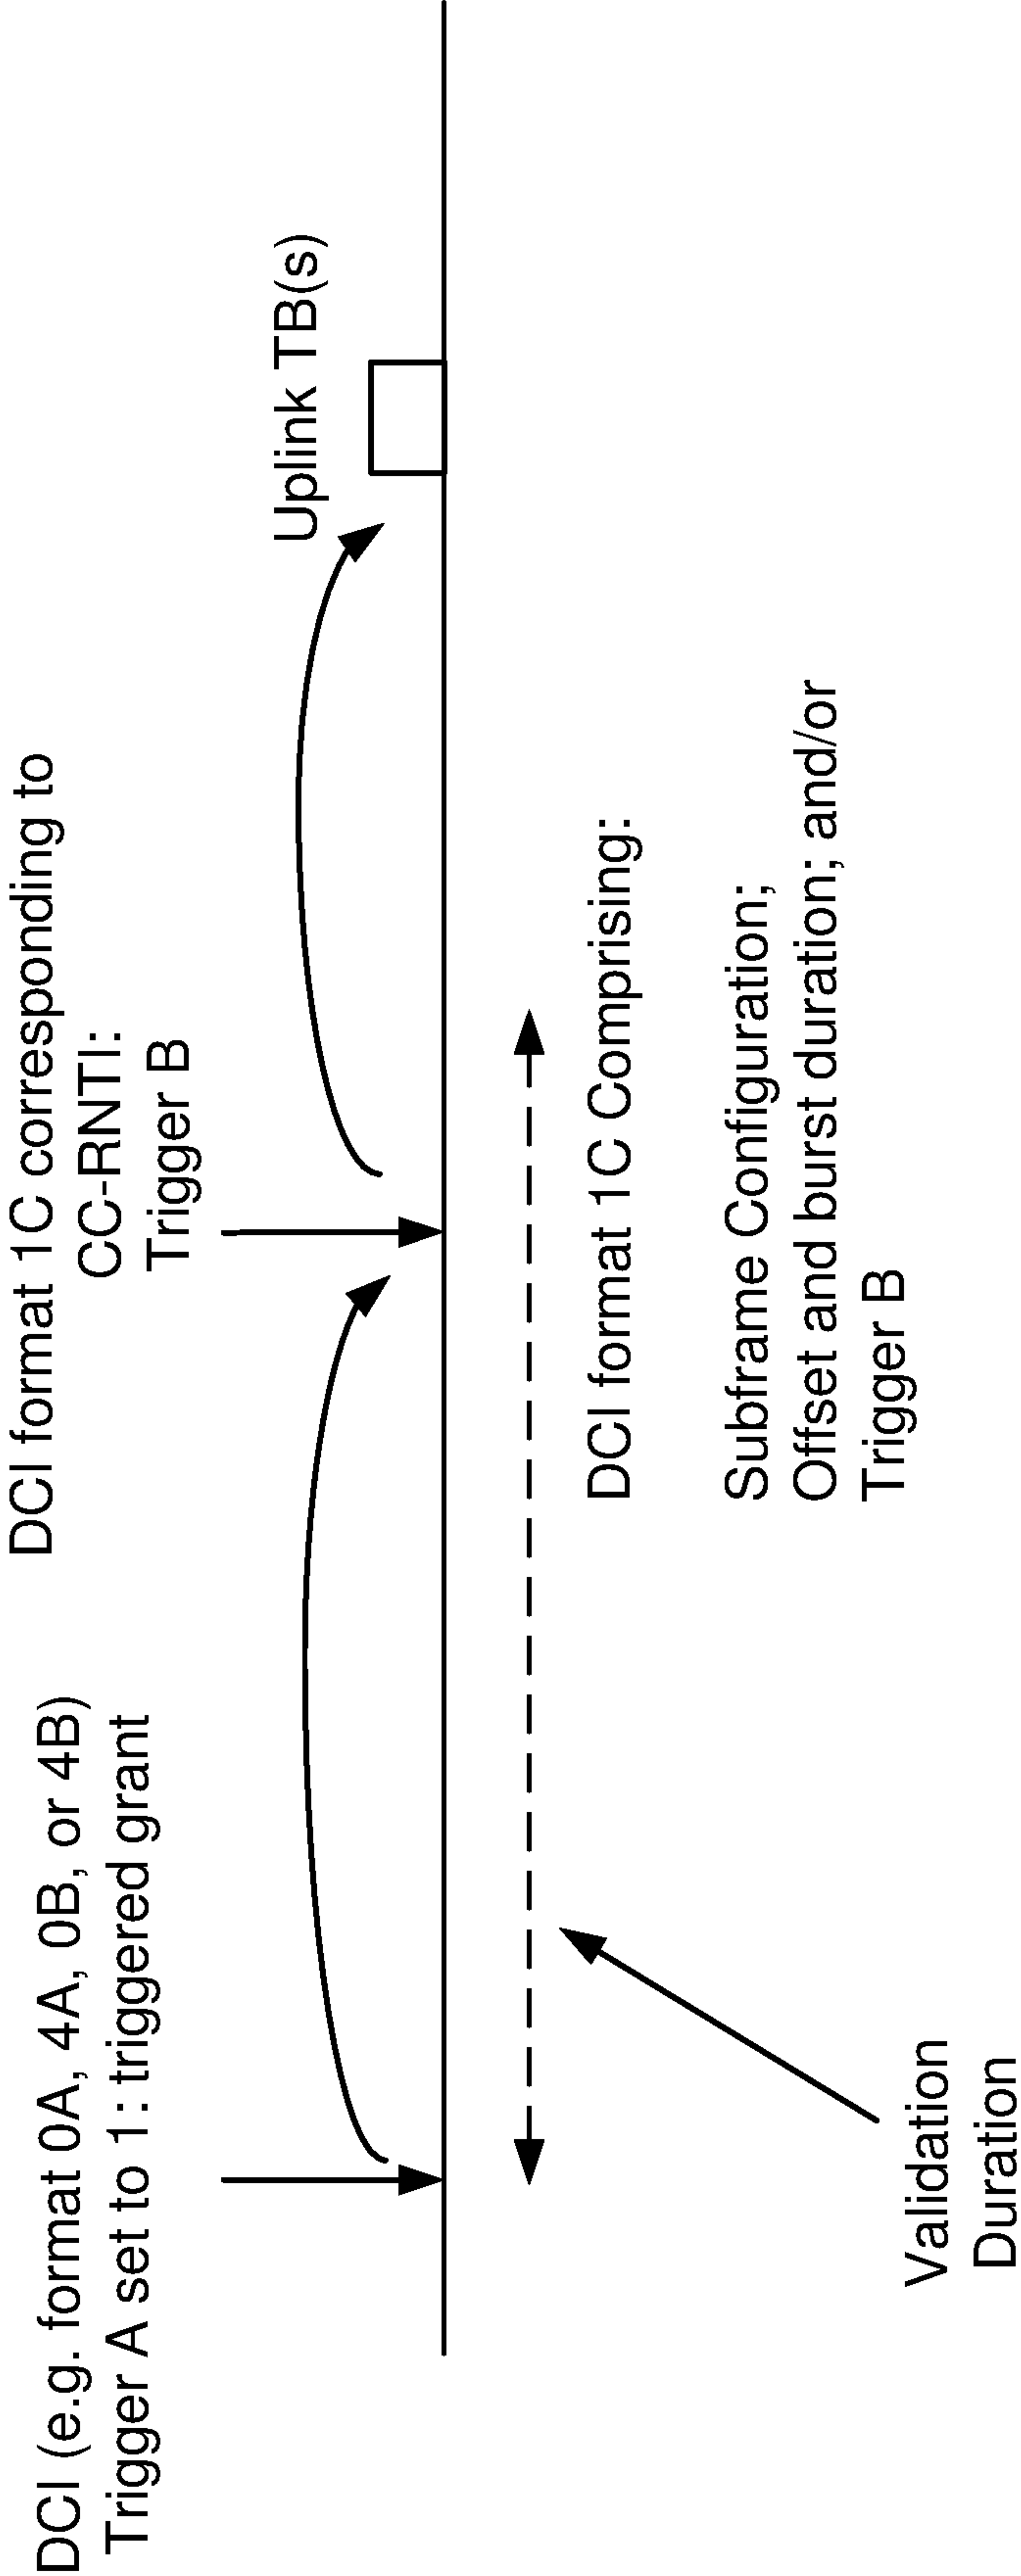 DCI (e.g. format 0A, 4A, 0B, or 4B)
Trigger A set to 1: triggered grant
DCI format 1C corresponding to
CC-RNTI:
Trigger B
Uplink TB(s)
DCI format 1C Comprising:
Subframe Configuration;
Offset and burst duration; and/or
Trigger B
Validation
Duration